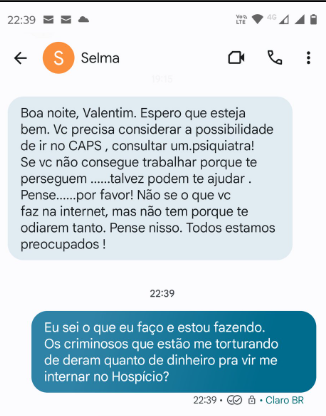 22:39
Vo))
LTE
4G
S
Selma
Boa noite, Valentim. Espero que esteja
bem. Vc precisa considerar a possibilidade
de ir no CAPS , consultar um.psiquiatra!
Se vc não consegue trabalhar porque te
perseguem ......talvez podem te ajudar .
Pense......por favor! Não se o que vc
faz na internet, mas não tem porque te
odiarem tanto. Pense nisso. Todos estamos
preocupados !
22:39
Eu sei o que eu faço e estou fazendo.
Os criminosos que estão me torturando
de deram quanto de dinheiro pra vir me
internar no Hospício?
22:39 • Claro BR